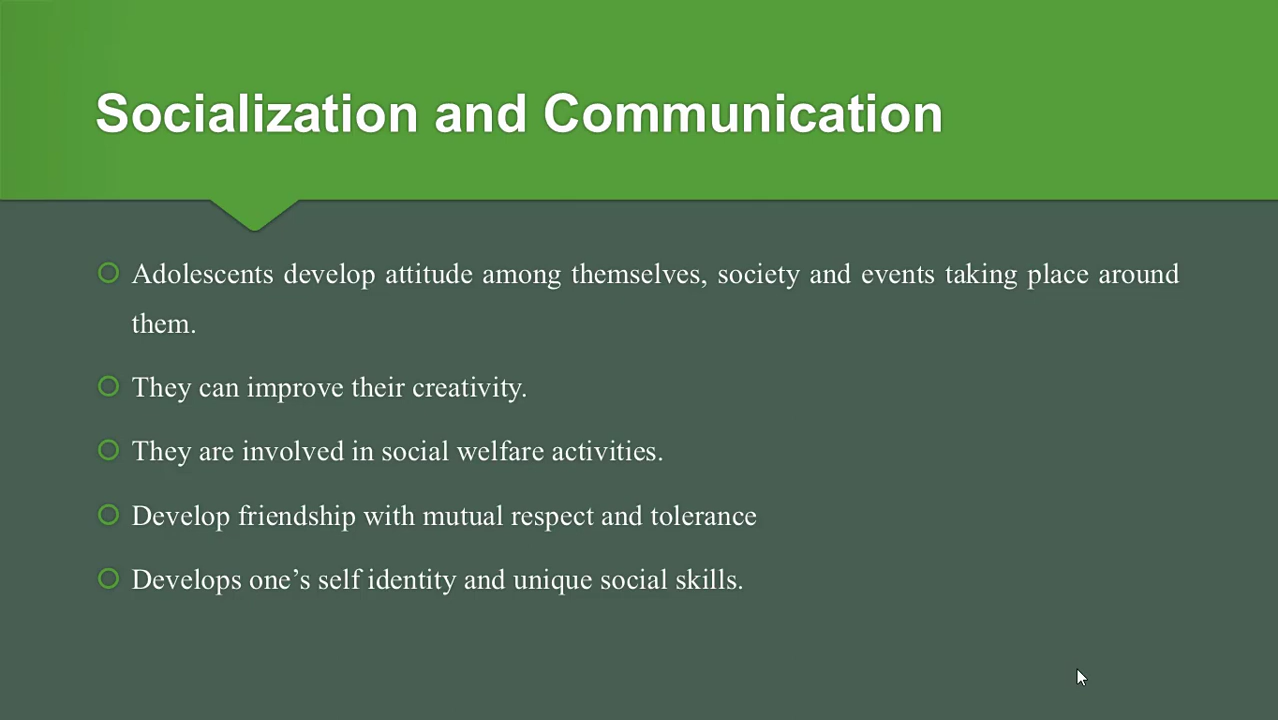 Socialization and Communication
Adolescents develop attitude among themselves, society and events taking place around
them.
They can improve their creativity.
They are involved in social welfare activities.
Develop friendship with mutual respect and tolerance
Develops one’s self identity and unique social skills.